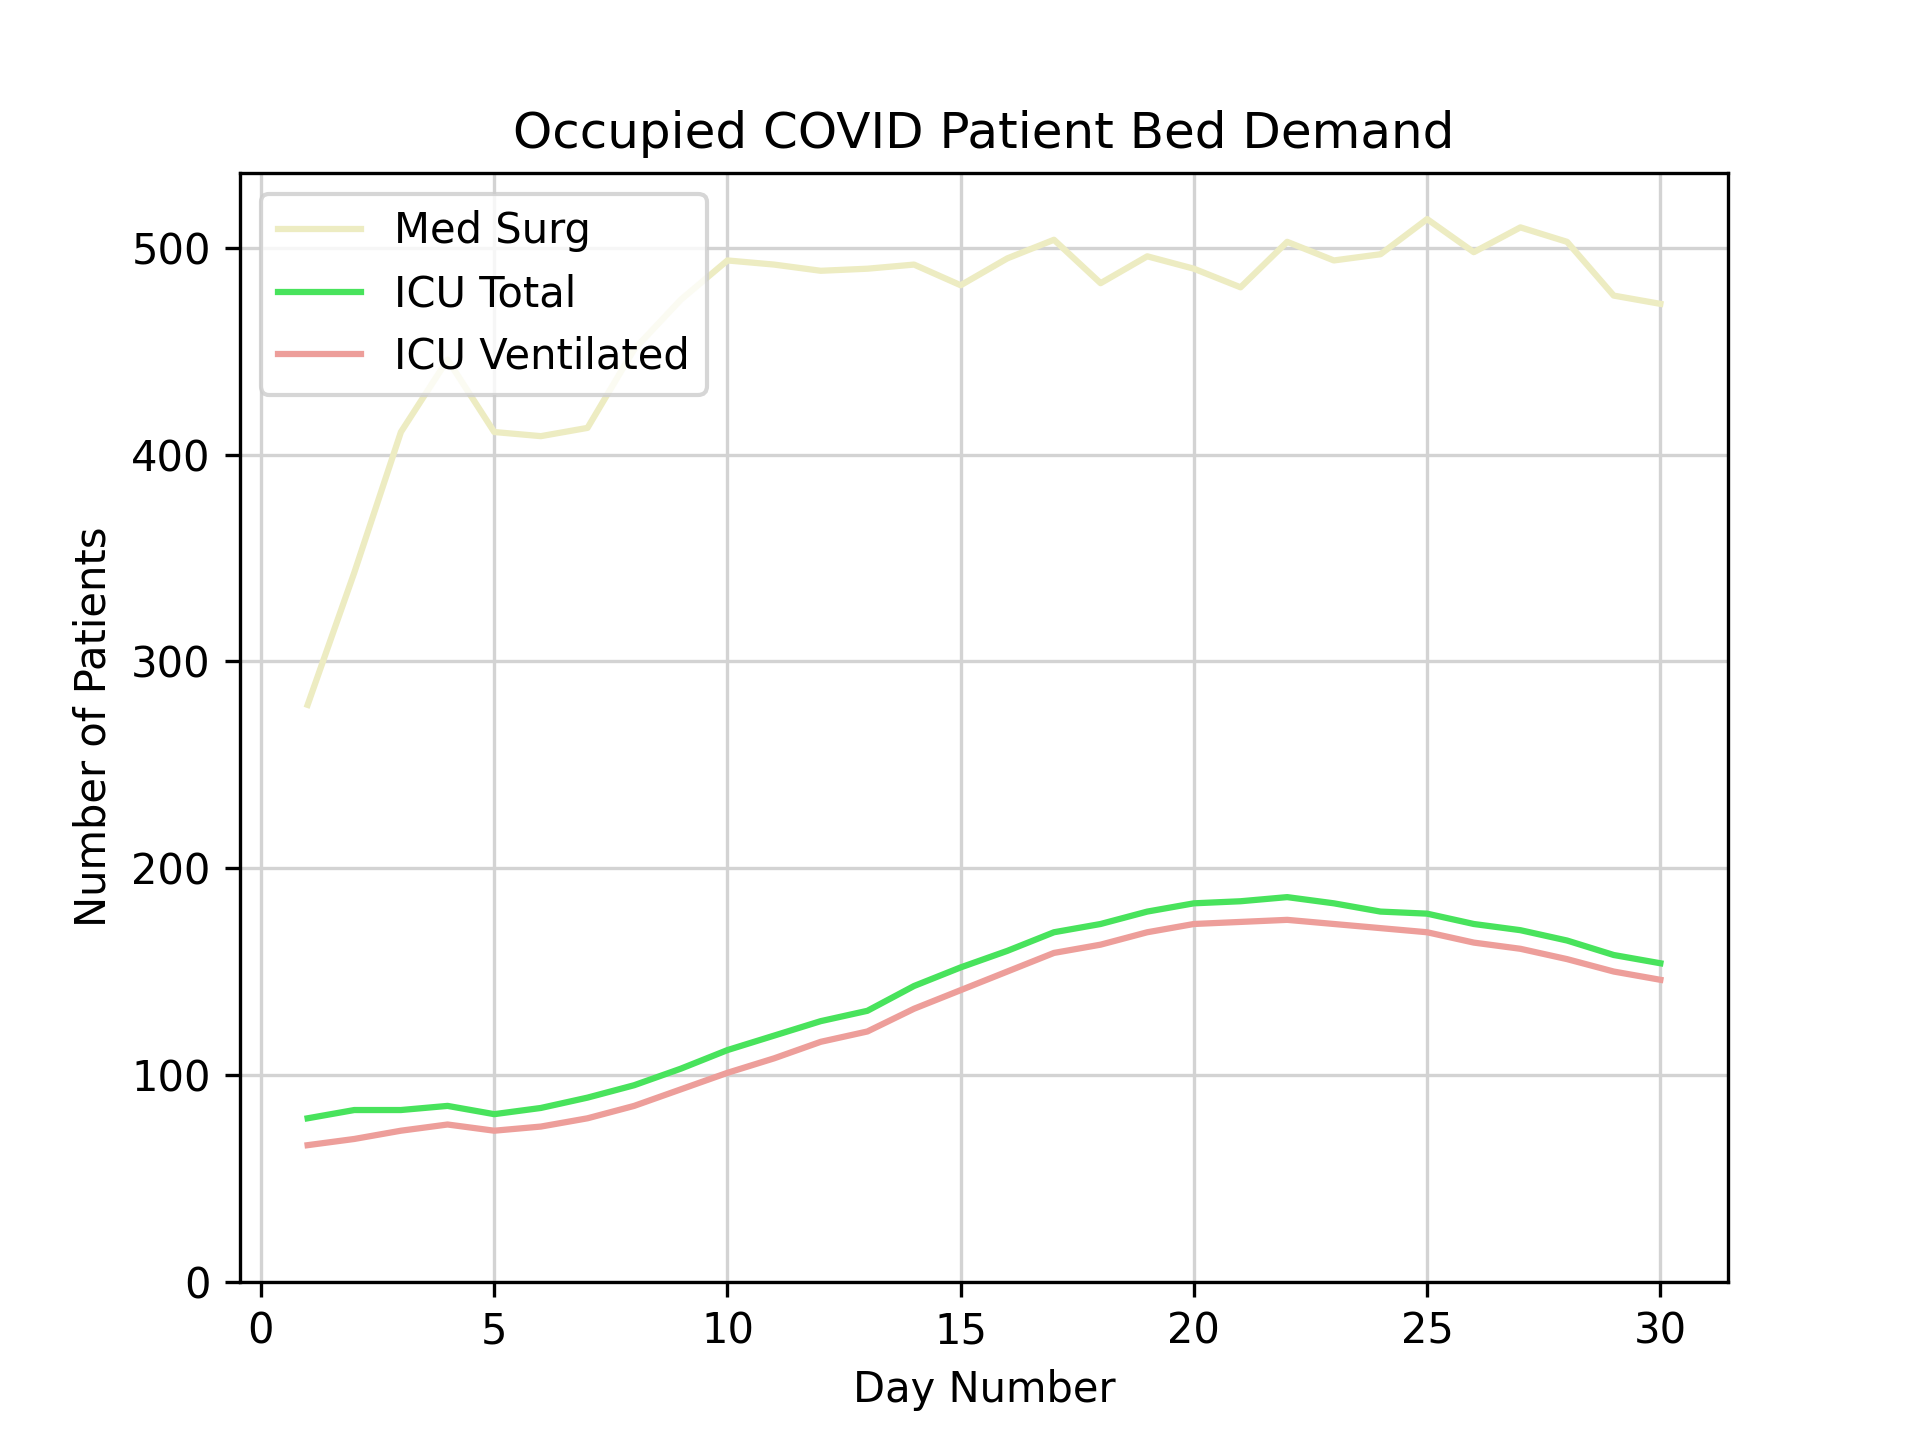 Occupied COVID Patient Bed Demand
Med Surg
ICU Total
ICU Ventilated
500
400
300
200
100
0
Number of Patients
0 5 10 15 20 25 30
Day Number